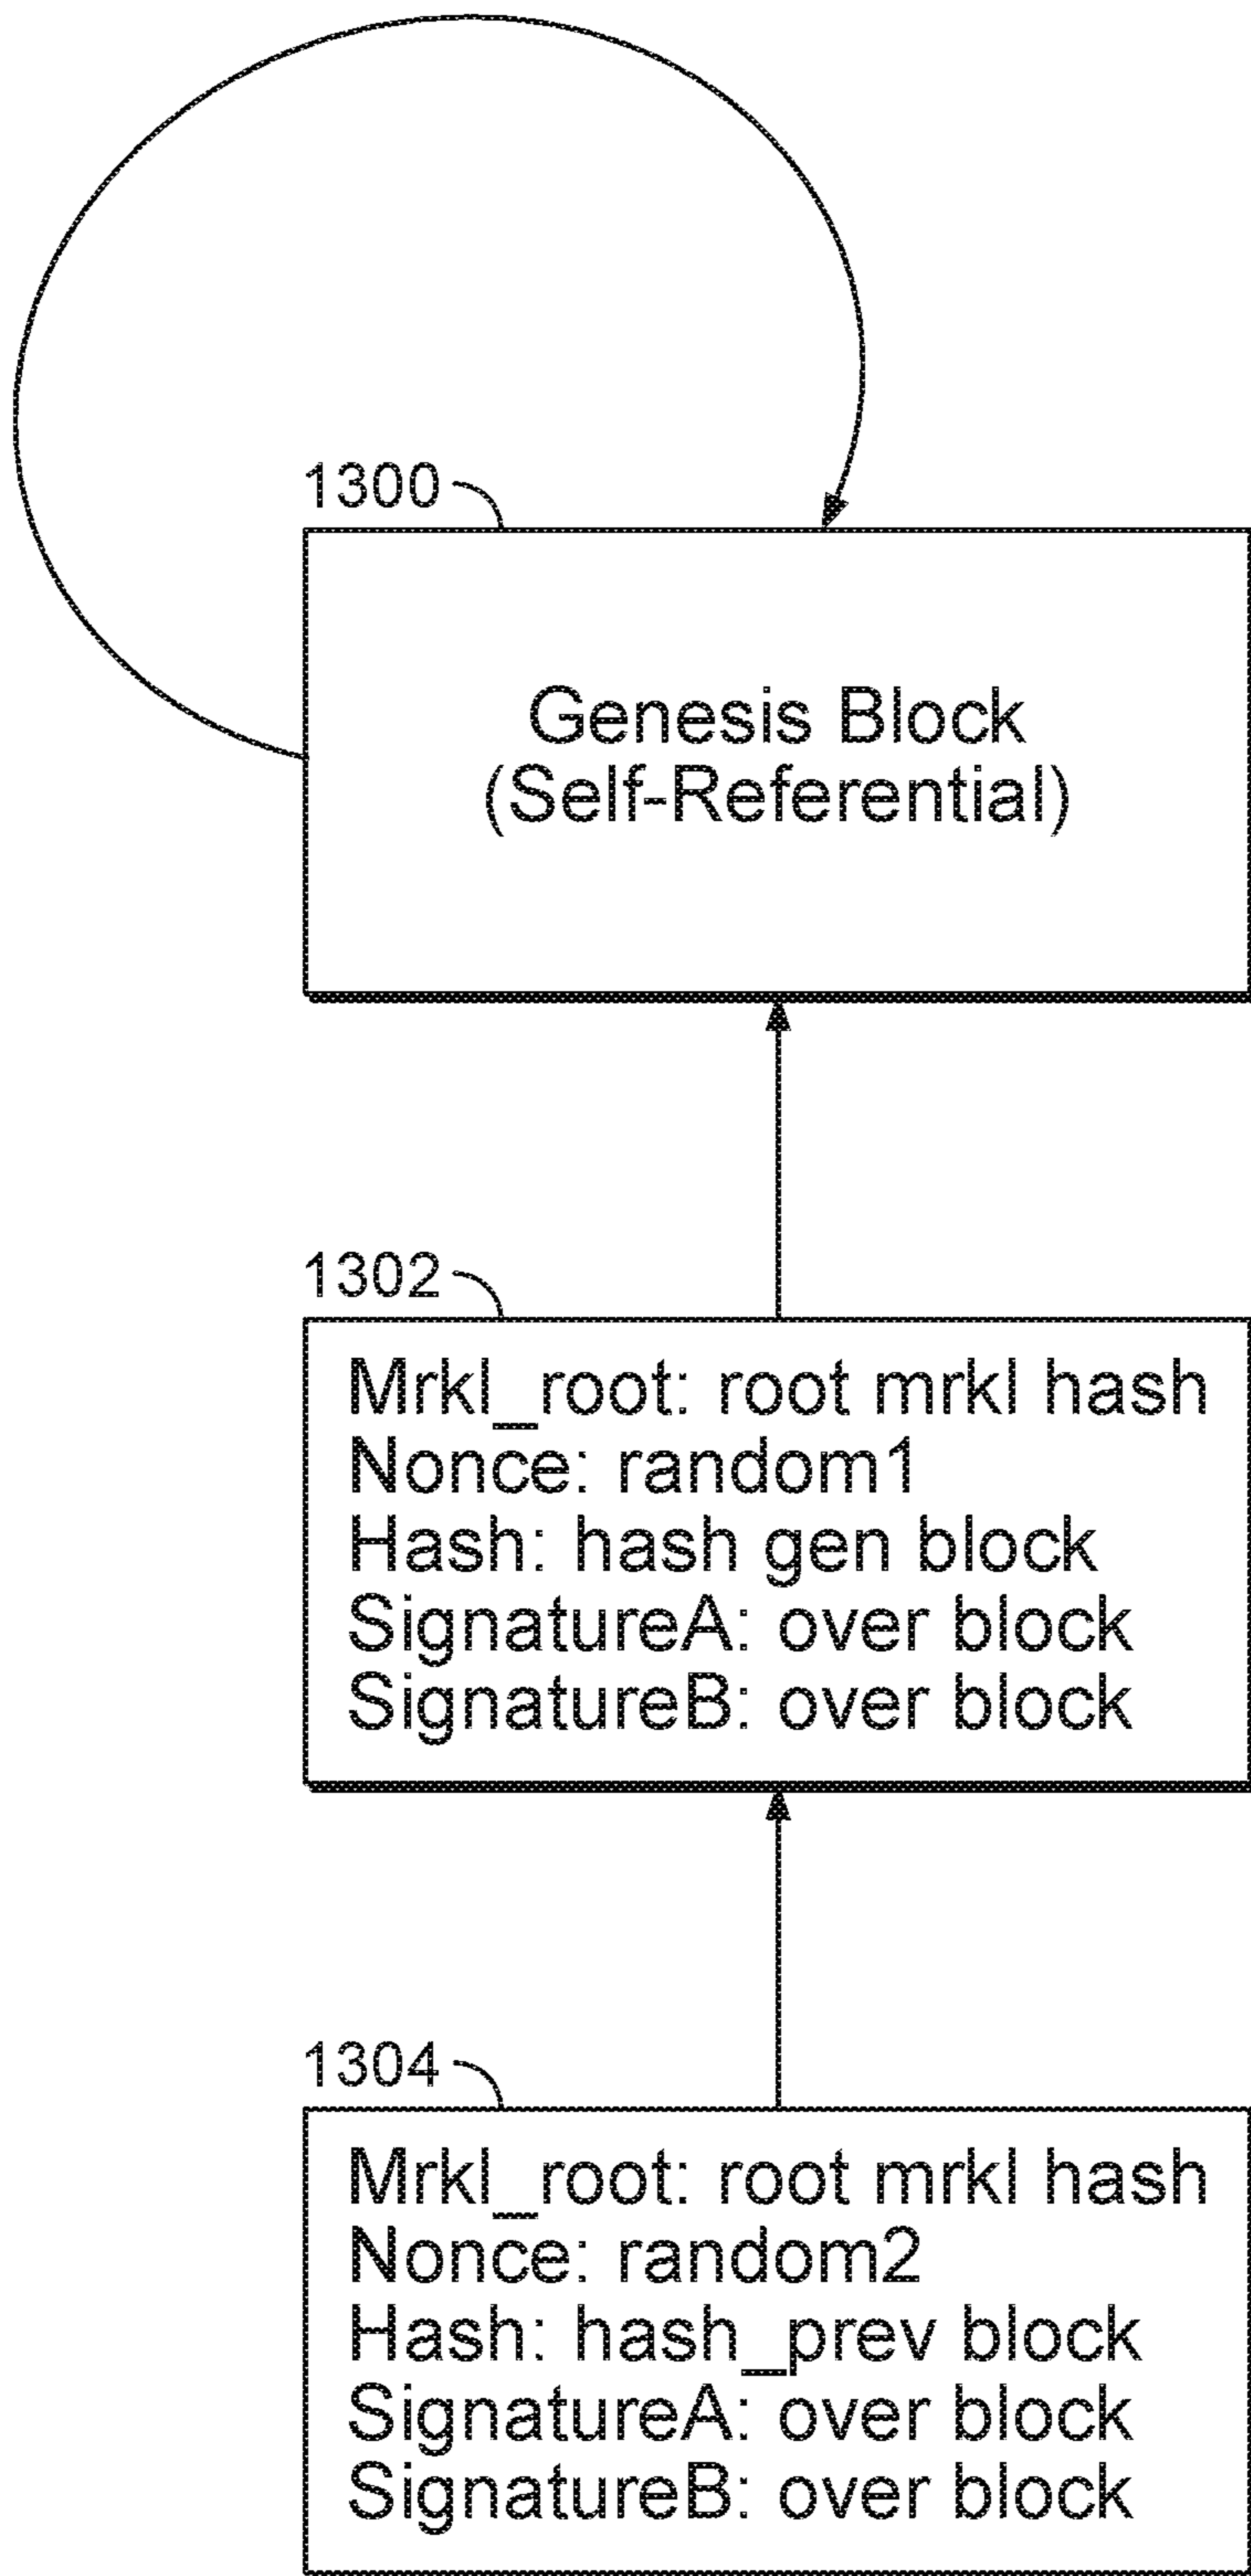 1300
Genesis Block
(Self-Referential)
1302
Mrkl_root: root mrkl hash
Nonce: random1
Hash: hash gen block
SignatureA: over block
SignatureB: over block
1304
Mrkl_root: root mrkl hash
Nonce: random2
Hash: hash_prev block
SignatureA: over block
SignatureB: over block